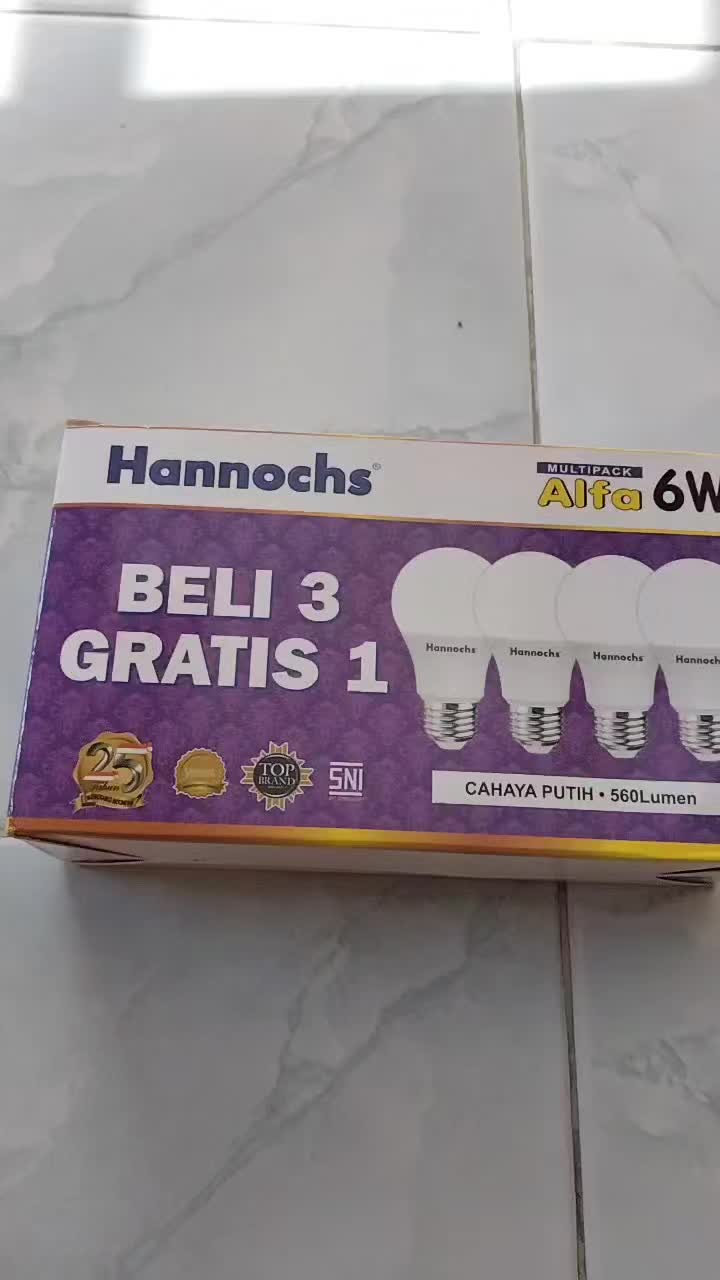 Hannochs®
MULTIPACK
Alfa 6W
BELI 3
GRATIS 1
Hannochs
Hannochs
Hannochs
Hannoch
25
TOP
BRAND
SNI
CAHAYA PUTIH • 560Lumen